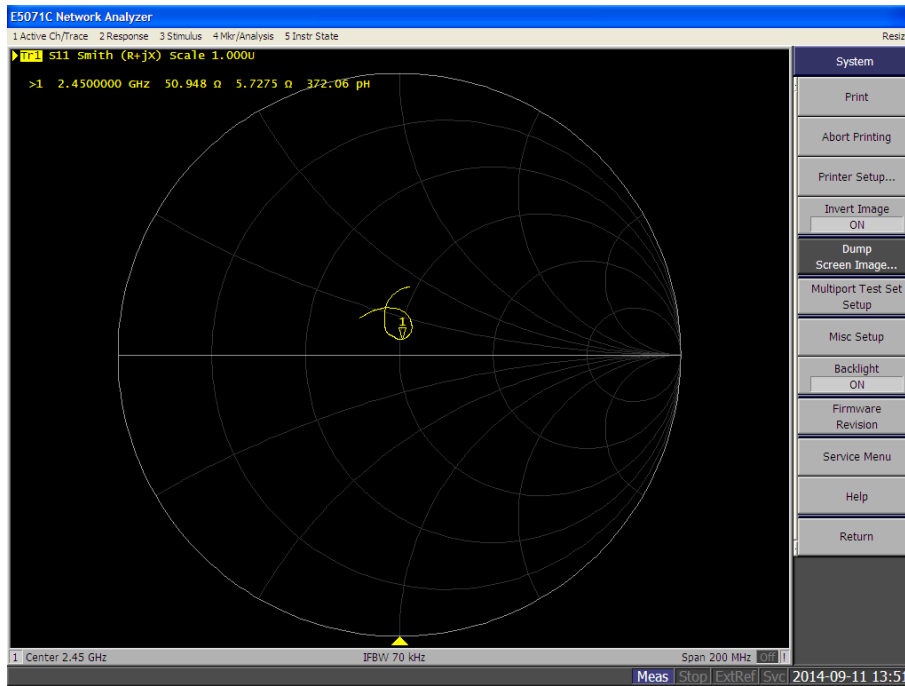 E5071C Network Analyzer
1 Active Ch/Trace 2 Response 3 Stimulus 4 Mkr/Analysis 5 Instr State
Resiz
Tr1 S11 Smith (R+jX) Scale 1.000U
>1 2.4500000 GHz 50.948 Ω 5.7275 Ω 372.06 pH
1
System
Print
Abort Printing
Printer Setup...
Invert Image
ON
Dump
Screen Image...
Multiport Test Set
Setup
Misc Setup
Backlight
ON
Firmware
Revision
Service Menu
Help
Return
1 Center 2.45 GHz
IFBW 70 kHz
Span 200 MHz Off !
Meas Stop ExtRef Svc 2014-09-11 13:51